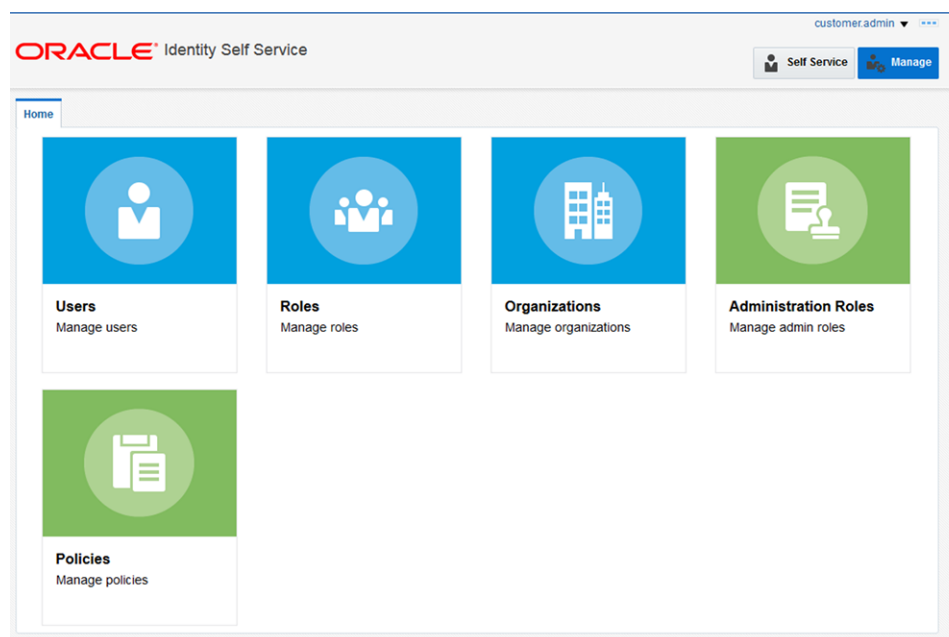 customer.admin
ORACLE Identity Self Service
Self Service
Manage
Home
Users
Manage users
Roles
Manage roles
Organizations
Manage organizations
Administration Roles
Manage admin roles
Policies
Manage policies